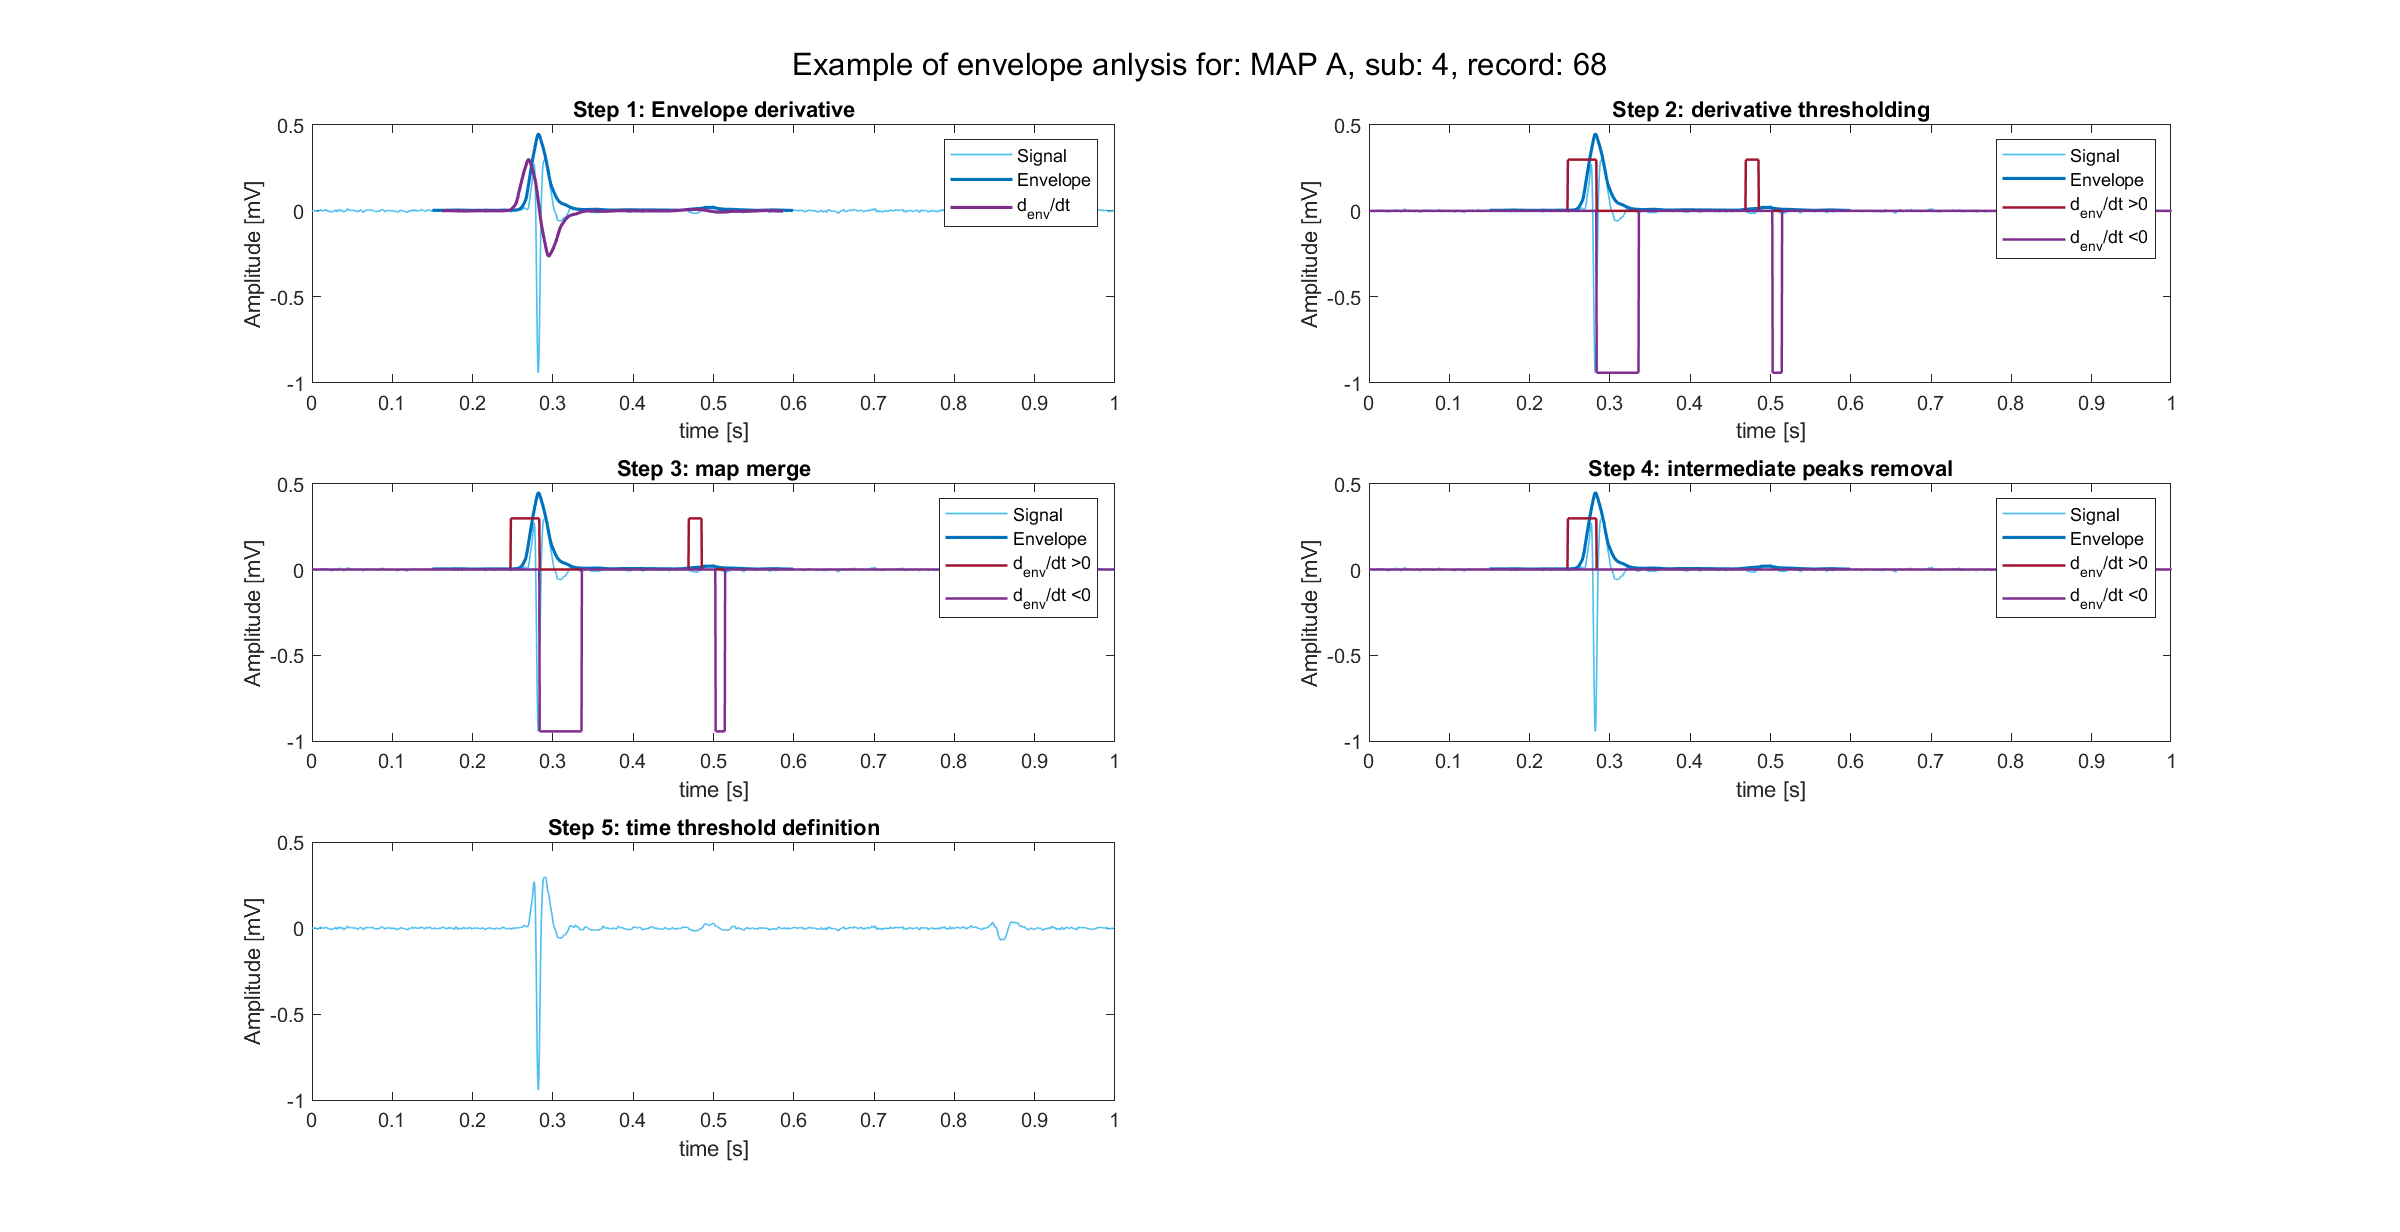 Example of envelope anlysis for: MAP A, sub: 4, record: 68
Step 1: Envelope derivative
0.5
0
-0.5
-1
Amplitude [mV]
Signal
Envelope
d_env/dt
0 0.1 0.2 0.3 0.4 0.5 0.6 0.7 0.8 0.9 1
time [s]
Step 2: derivative thresholding
0.5
0
-0.5
-1
Amplitude [mV]
Signal
Envelope
d_env/dt >0
d_env/dt <0
0 0.1 0.2 0.3 0.4 0.5 0.6 0.7 0.8 0.9 1
time [s]
Step 3: map merge
0.5
0
-0.5
-1
Amplitude [mV]
Signal
Envelope
d_env/dt >0
d_env/dt <0
0 0.1 0.2 0.3 0.4 0.5 0.6 0.7 0.8 0.9 1
time [s]
Step 4: intermediate peaks removal
0.5
0
-0.5
-1
Amplitude [mV]
Signal
Envelope
d_env/dt >0
d_env/dt <0
0 0.1 0.2 0.3 0.4 0.5 0.6 0.7 0.8 0.9 1
time [s]
Step 5: time threshold definition
0.5
0
-0.5
-1
Amplitude [mV]
0 0.1 0.2 0.3 0.4 0.5 0.6 0.7 0.8 0.9 1
time [s]